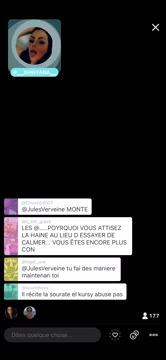 @JulesVerveine MONTE
LES @.....POYRQUOI VOUS ATTISEZ
LA HAINE AU LIEU D ESSAYER DE
CALMER... VOUS ÊTES ENCORE PLUS
CON
@JulesVerveine tu fai des maniere
maintenan toi
Il récite la sourate el kursy abuse pas
177
Dites quelque chose...